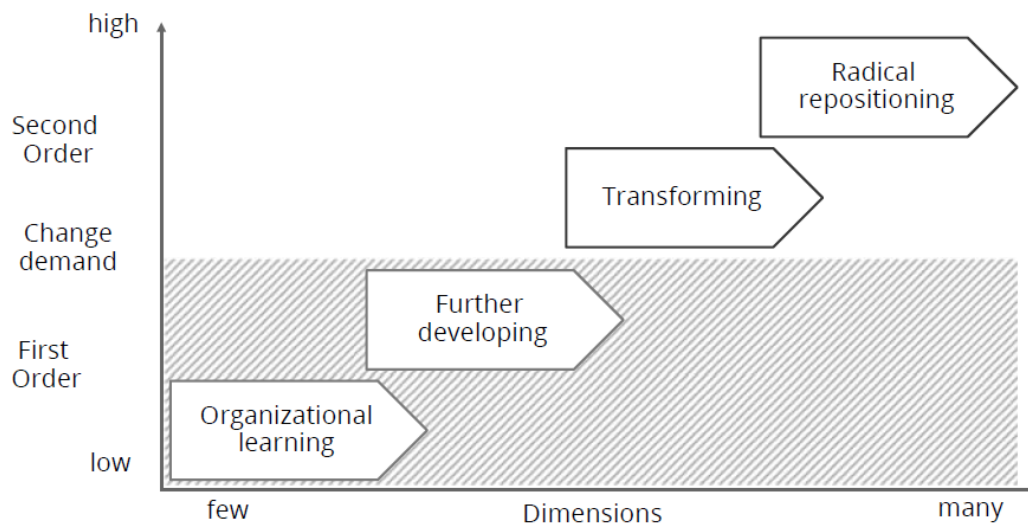 high
Radical
repositioning
Second
Order
Transforming
Change
demand
Further
developing
First
Order
Organizational
learning
low
few
Dimensions
many